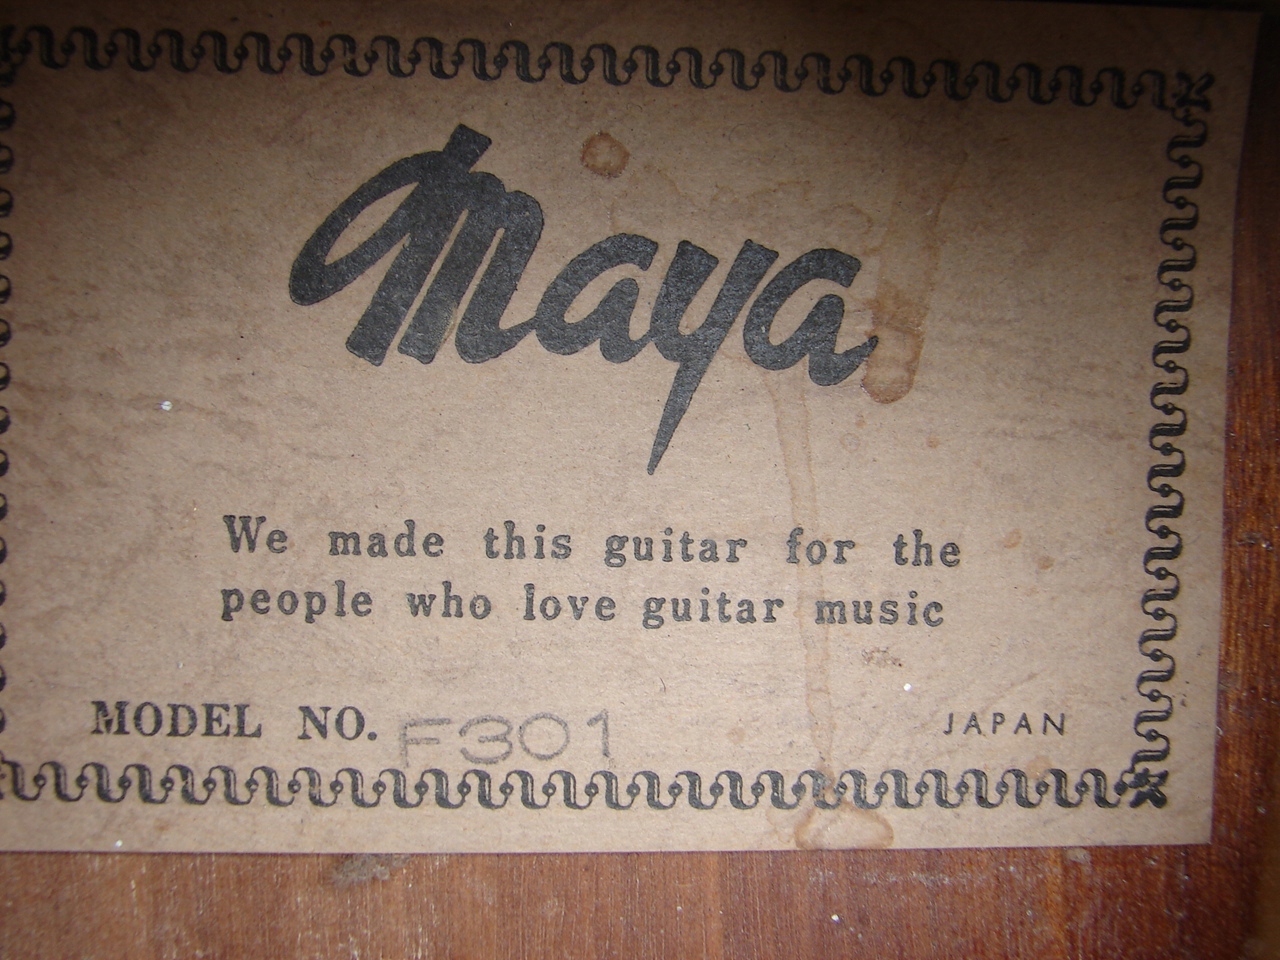 Maya
We made this guitar for the
people who love guitar music
MODEL NO. F301
JAPAN